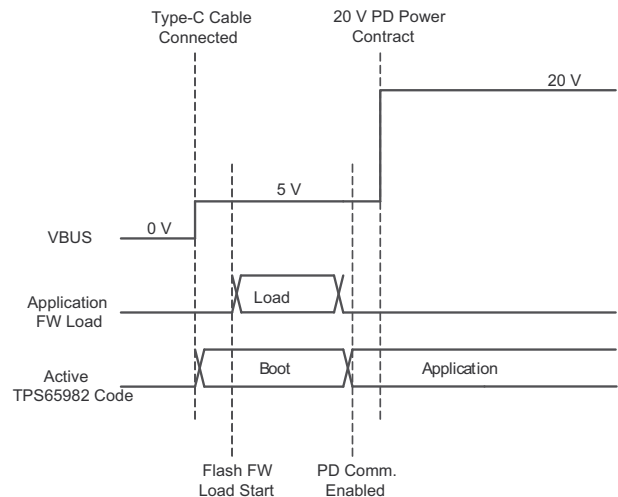 Type-C Cable
Connected
20 V PD Power
Contract
20 V
5 V
0 V
VBUS
Application
FW Load
Load
Active
TPS65982 Code
Boot
Application
Flash FW
Load Start
PD Comm.
Enabled